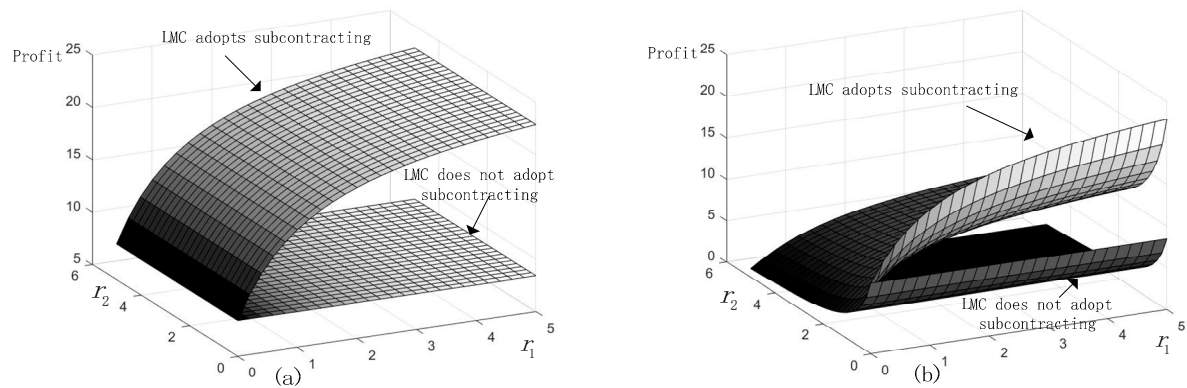 LMC adopts subcontracting
Profit
25
20
15
10
5
LMC does not adopt
subcontracting
6
4
2
0
r2
0
1
2
3
4
5
r1
(a)
Profit
25
20
15
10
5
0
LMC adopts subcontracting
LMC does not adopt
subcontracting
6
4
2
0
r2
0
1
2
3
4
5
r1
(b)